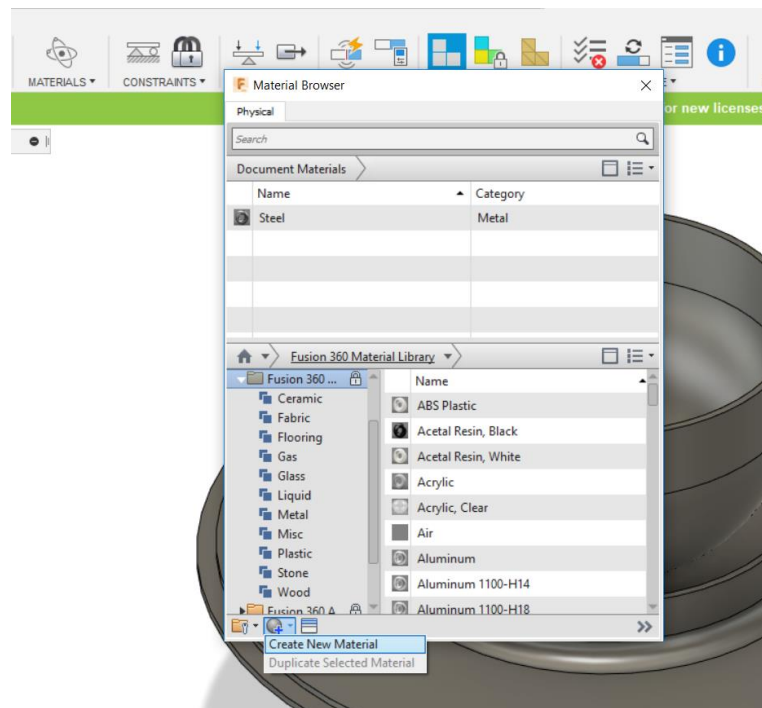 MATERIALS
CONSTRAINTS
Material Browser
or new licenses
Physical
Search
Document Materials
Name Category
Steel Metal
Fusion 360 Material Library
Fusion 360 ...
Ceramic
Fabric
Flooring
Gas
Glass
Liquid
Metal
Misc
Plastic
Stone
Wood
Fusion 360 A
Name
ABS Plastic
Acetal Resin, Black
Acetal Resin, White
Acrylic
Acrylic, Clear
Air
Aluminum
Aluminum 1100-H14
Aluminum 1100-H18
Create New Material
Duplicate Selected Material